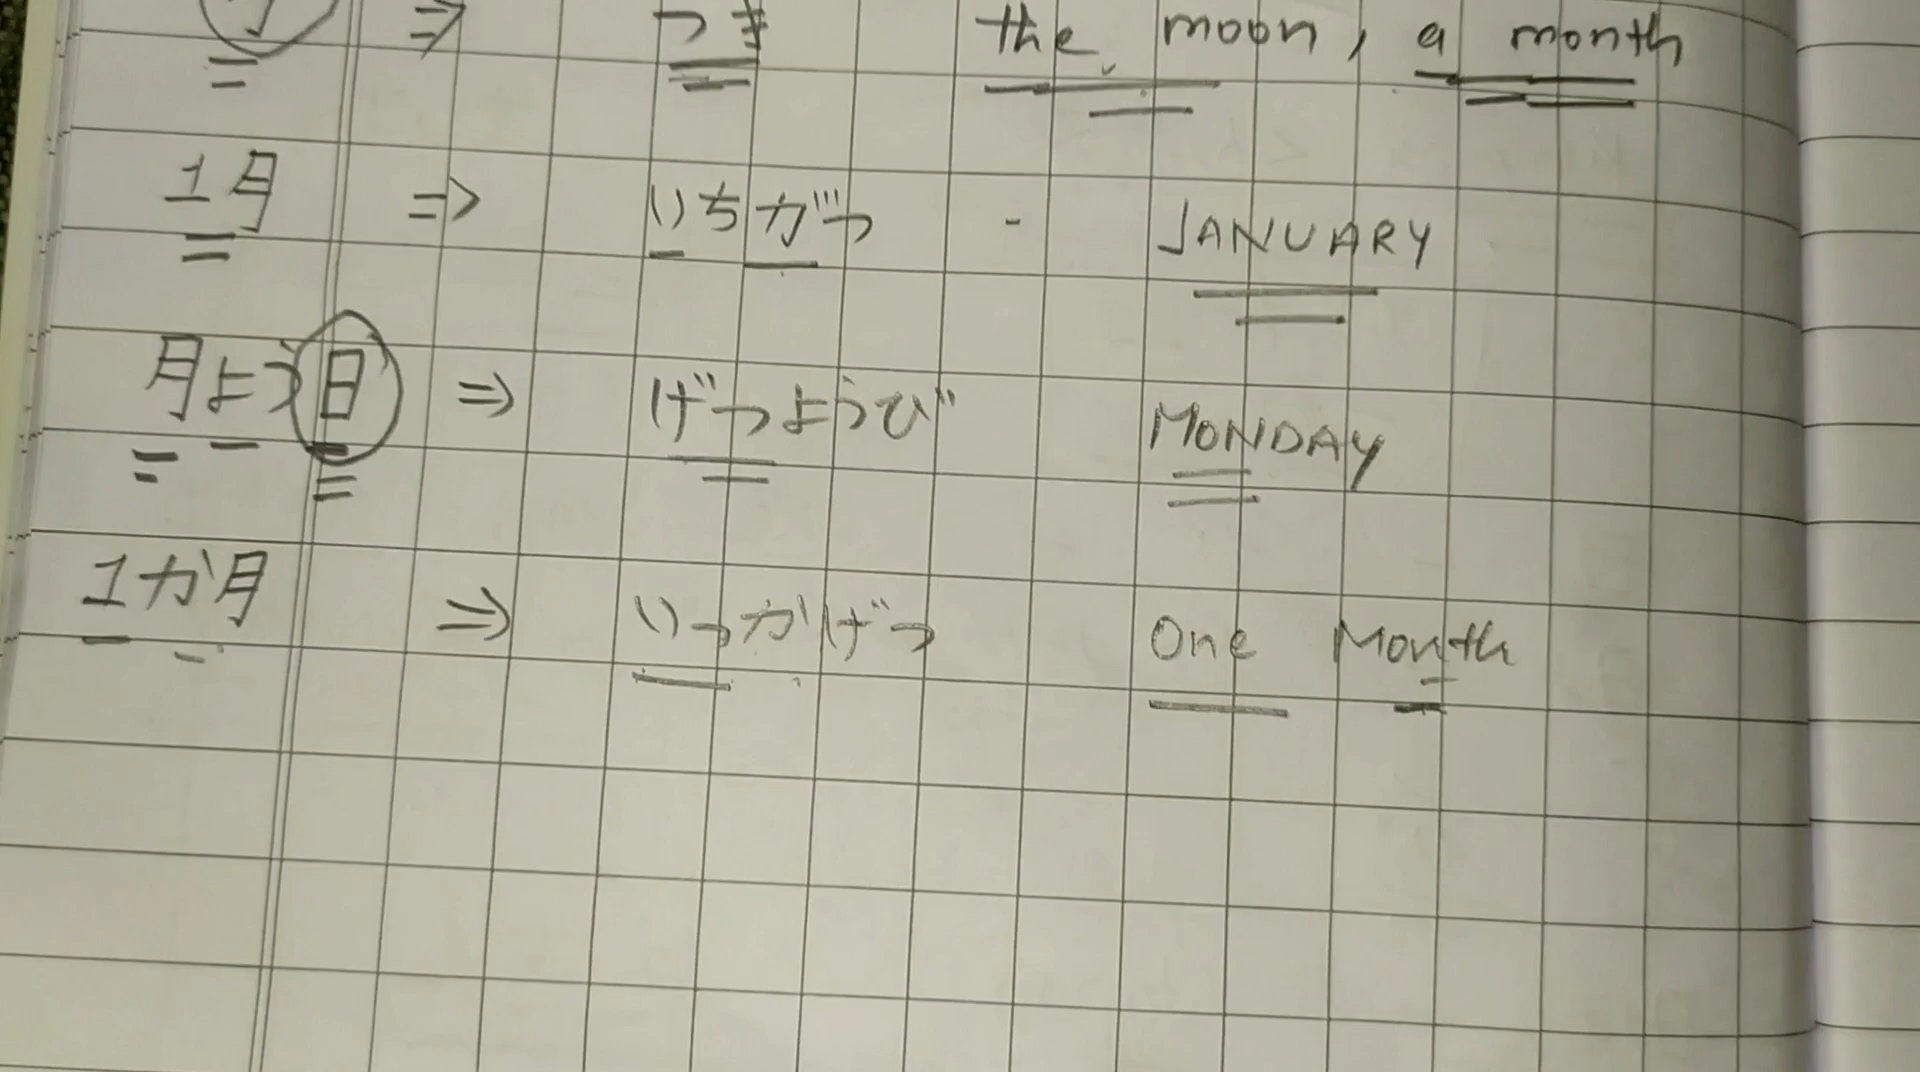 月 ⇒ つき the moon, a month
1月 ⇒ いちがつ - JANUARY
月よう日 ⇒ げつようび MONDAY
1か月 ⇒ いっかげつ One Month